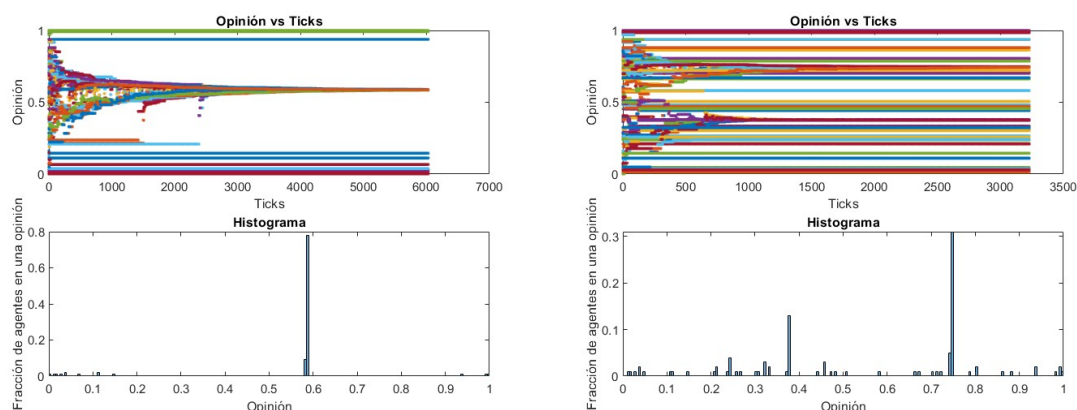 Opinión vs Ticks
Opinión
1
0.5
0
0 1000 2000 3000 4000 5000 6000 7000
Ticks
Histograma
Fracción de agentes en una opinión
0.8
0.6
0.4
0.2
0
0 0.1 0.2 0.3 0.4 0.5 0.6 0.7 0.8 0.9 1
Opinión
Opinión vs Ticks
Opinión
1
0.5
0
0 500 1000 1500 2000 2500 3000 3500
Ticks
Histograma
Fracción de agentes en una opinión
0.3
0.2
0.1
0
0 0.1 0.2 0.3 0.4 0.5 0.6 0.7 0.8 0.9 1
Opinión